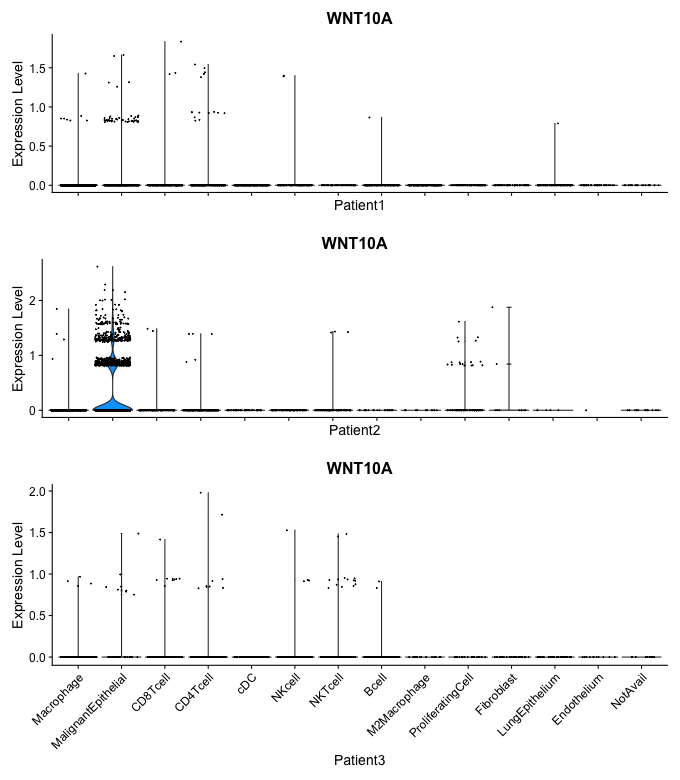 WNT10A
Expression Level
1.5
1.0
0.5
0.0
Patient1
WNT10A
Expression Level
2
1
0
Patient2
WNT10A
Expression Level
2.0
1.5
1.0
0.5
0.0
Macrophage
MalignantEpithelial
CD8Tcell
CD4Tcell
cDC
NKcell
NKTcell
Bcell
M2Macrophage
ProliferatingCell
Fibroblast
LungEpithelium
Endothelium
NotAvail
Patient3